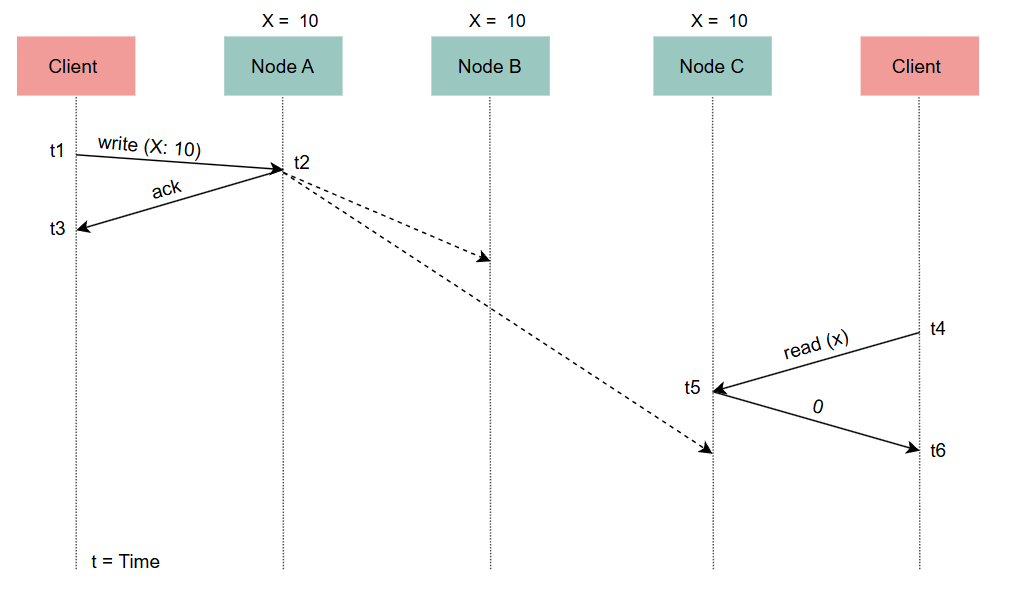 X =  10
X =  10
X =  10
Client
Node A
Node B
Node C
Client
t1
write (X: 10)
t2
ack
t3
t4
read (x)
t5
0
t6
t = Time